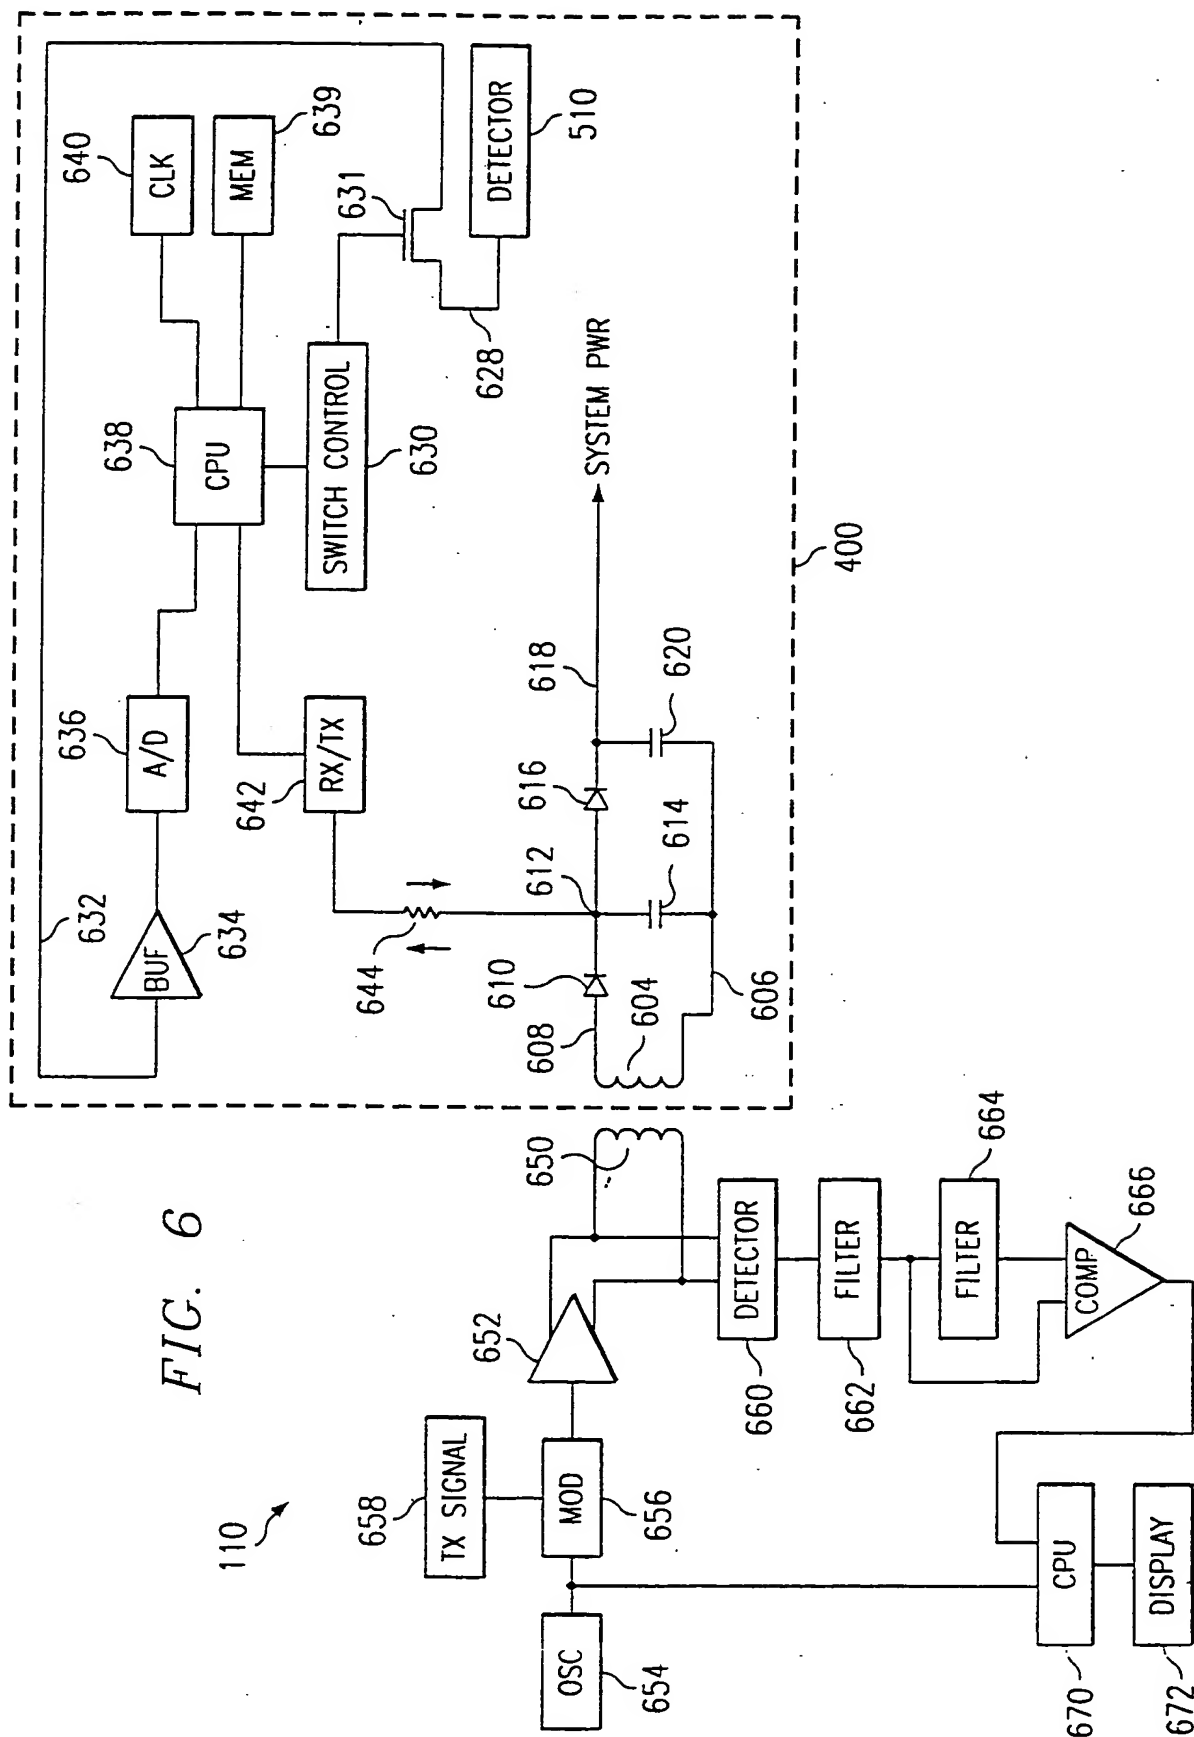 FIG. 6
110
640
CLK
MEM
639
638
CPU
636
A/D
632
BUF
634
642
RX/TX
SWITCH CONTROL
630
631
DETECTOR
510
628
644
SYSTEM PWR
618
616
620
612
614
610
608
604
606
400
650
652
658
TX SIGNAL
MOD
656
OSC
654
DETECTOR
660
FILTER
662
FILTER
664
COMP
666
CPU
670
DISPLAY
672